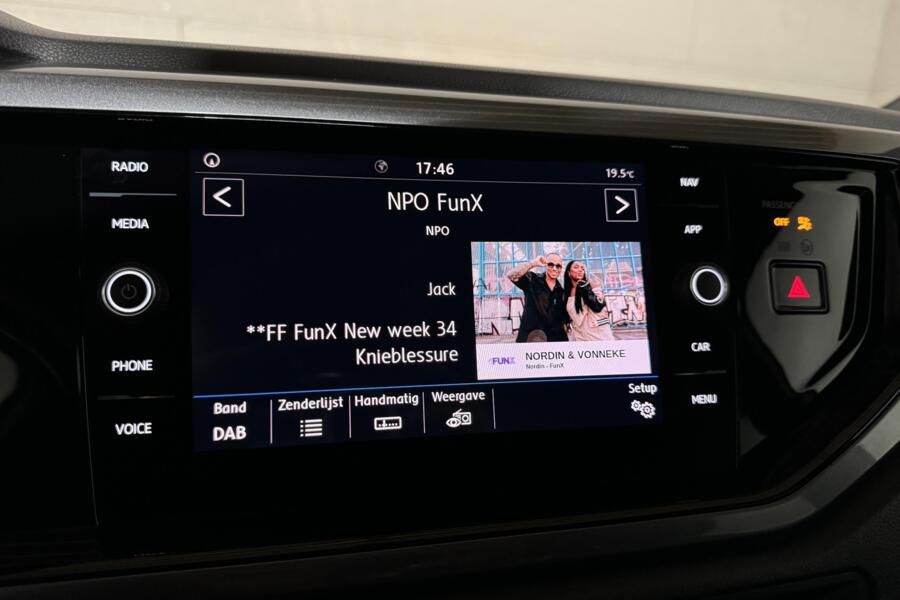 RADIO
MEDIA
PHONE
VOICE
17:46
19.5°C
NPO FunX
NPO
Jack
**FF FunX New week 34
Knieblessure
FUNX
NORDIN & VONNEKE
Nordin - FunX
Band
DAB
Zenderlijst
Handmatig
Weergave
Setup
NAV
APP
CAR
MENU
OFF